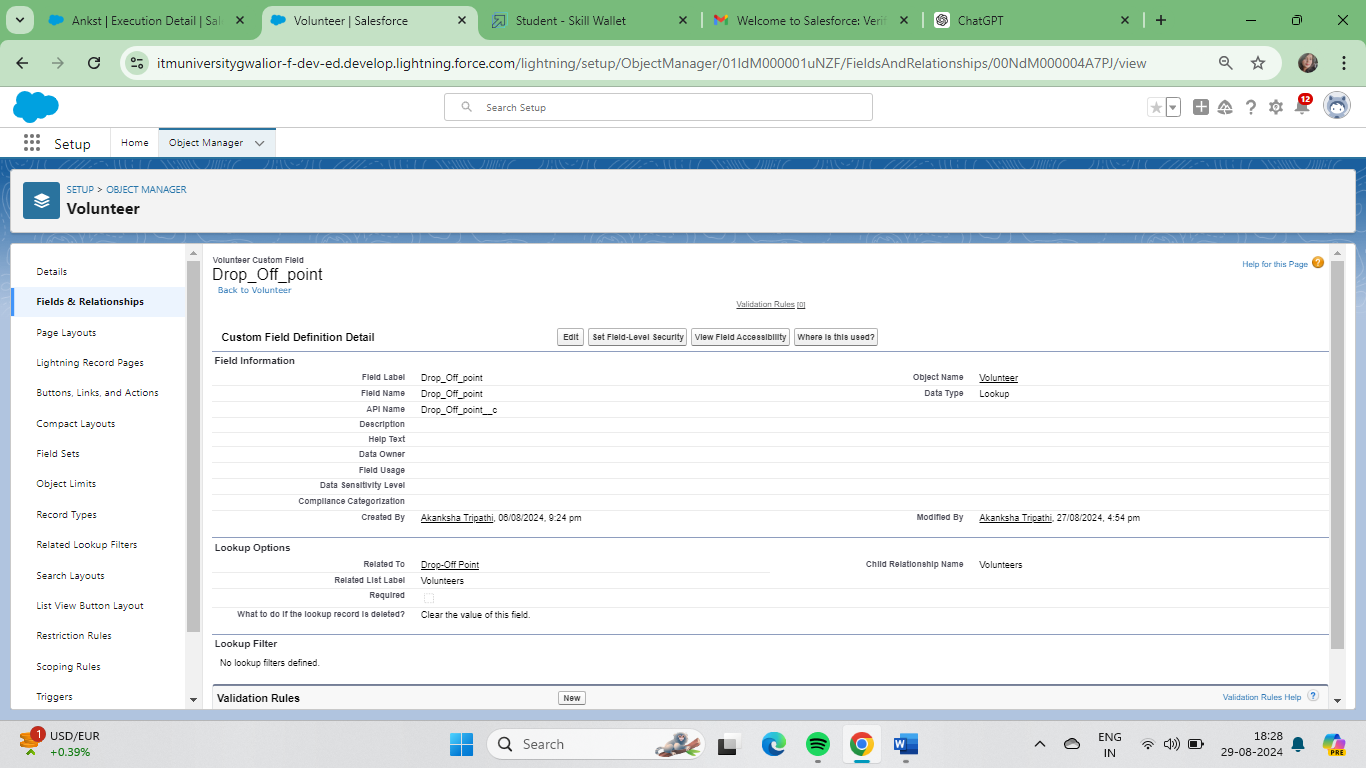 Ankst | Execution Detail | Sal
Volunteer | Salesforce
Student - Skill Wallet
Welcome to Salesforce: Verif
ChatGPT
itmuniversitygwalior-f-dev-ed.develop.lightning.force.com/lightning/setup/ObjectManager/01IdM000001uNZF/FieldsAndRelationships/00NdM000004A7PJ/view
Search Setup
12
Setup
Home
Object Manager
SETUP > OBJECT MANAGER
Volunteer
Details
Fields & Relationships
Page Layouts
Lightning Record Pages
Buttons, Links, and Actions
Compact Layouts
Field Sets
Object Limits
Record Types
Related Lookup Filters
Search Layouts
List View Button Layout
Restriction Rules
Scoping Rules
Triggers
Volunteer Custom Field
Drop_Off_point
Back to Volunteer
Help for this Page
Validation Rules [0]
Custom Field Definition Detail
Edit
Set Field-Level Security
View Field Accessibility
Where is this used?
Field Information
Field Label Drop_Off_point Object Name Volunteer
Field Name Drop_Off_point Data Type Lookup
API Name Drop_Off_point__c
Description
Help Text
Data Owner
Field Usage
Data Sensitivity Level
Compliance Categorization
Created By Akanksha Tripathi, 06/08/2024, 9:24 pm Modified By Akanksha Tripathi, 27/08/2024, 4:54 pm
Lookup Options
Related To Drop-Off Point Child Relationship Name Volunteers
Related List Label Volunteers
Required
What to do if the lookup record is deleted? Clear the value of this field.
Lookup Filter
No lookup filters defined.
Validation Rules New Validation Rules Help
1
USD/EUR
+0.39%
Search
ENG
IN
18:28
29-08-2024
PRE